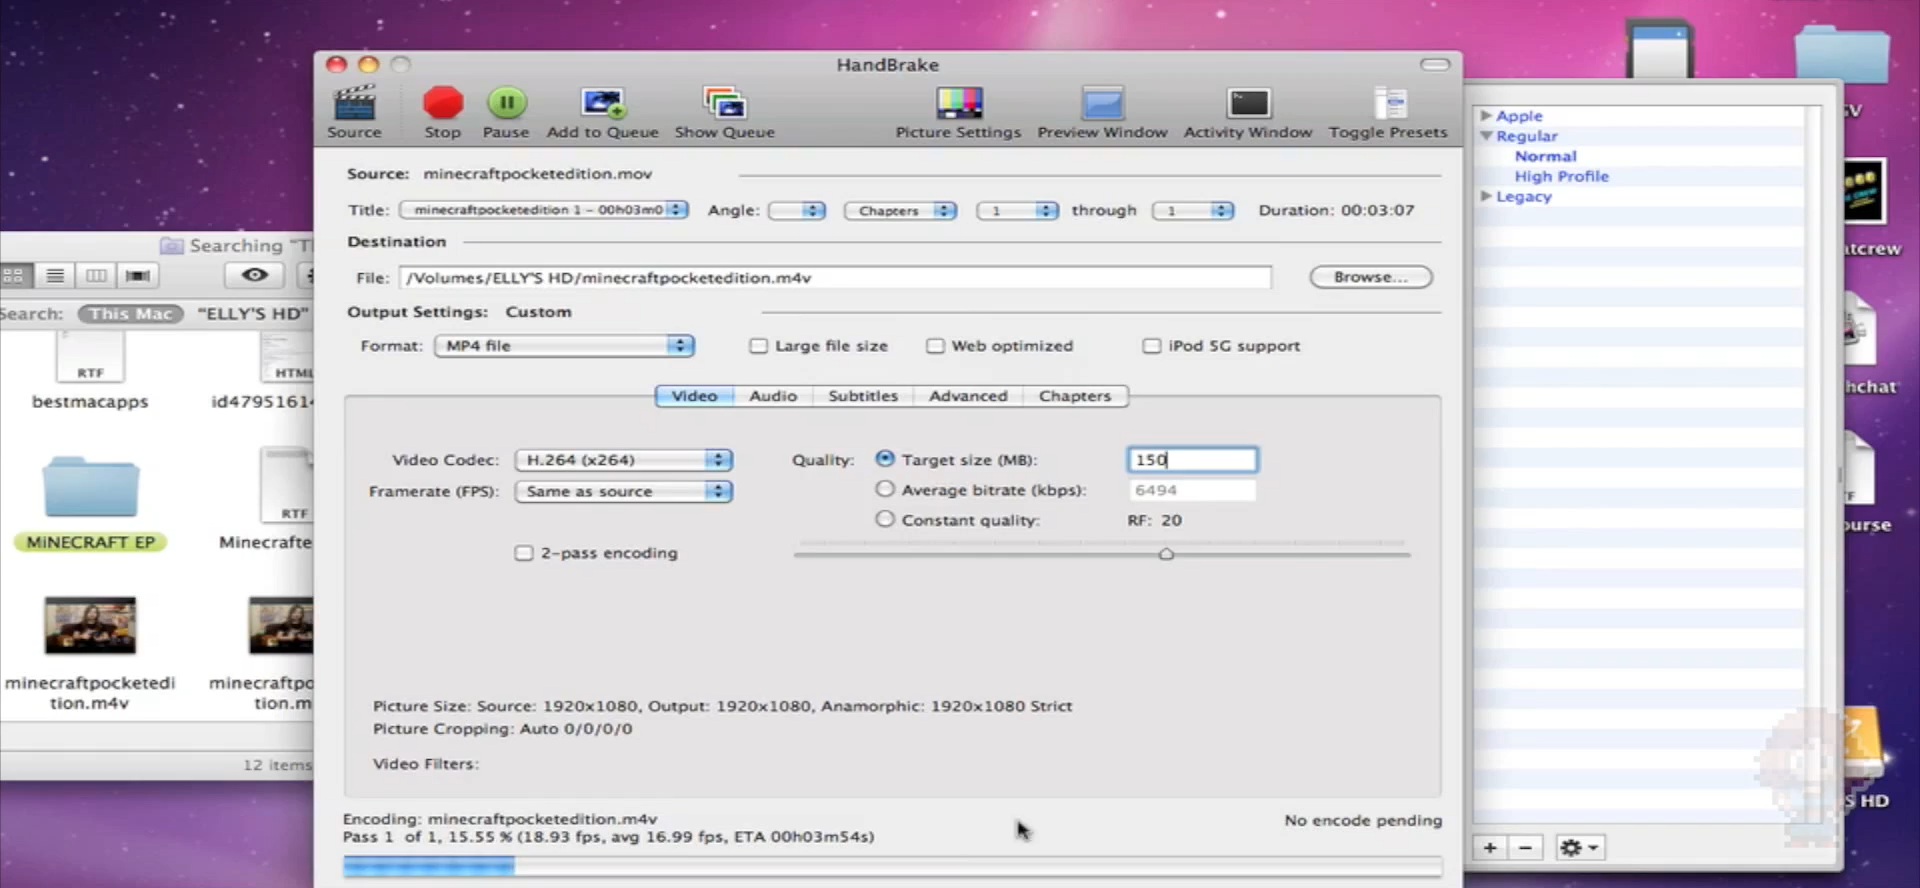 HandBrake
Source
Stop
Pause
Add to Queue
Show Queue
Picture Settings
Preview Window
Activity Window
Toggle Presets
Source: minecraftpocketedition.mov
Title: minecraftpocketedition 1 - 00h03m0
Angle:
Chapters
1
through
1
Duration: 00:03:07
Destination
File: /Volumes/ELLY'S HD/minecraftpocketedition.m4v
Browse...
Output Settings: Custom
Format: MP4 file
Large file size
Web optimized
iPod 5G support
Video
Audio
Subtitles
Advanced
Chapters
Video Codec: H.264 (x264)
Framerate (FPS): Same as source
2-pass encoding
Quality:
Target size (MB): 150
Average bitrate (kbps): 6494
Constant quality: RF: 20
Picture Size: Source: 1920x1080, Output: 1920x1080, Anamorphic: 1920x1080 Strict
Picture Cropping: Auto 0/0/0/0
Video Filters:
Encoding: minecraftpocketedition.m4v
Pass 1 of 1, 15.55 % (18.93 fps, avg 16.99 fps, ETA 00h03m54s)
No encode pending
Apple
Regular
Normal
High Profile
Legacy
Searching "T
earch: This Mac "ELLY'S HD"
RTF
HTML
bestmacapps
id4795161
RTF
MiNECRAFT EP
Minecrafte
minecraftpocketedi
tion.m4v
minecraftpo
tion.m
12 items
tcrew
hchat
urse
S HD